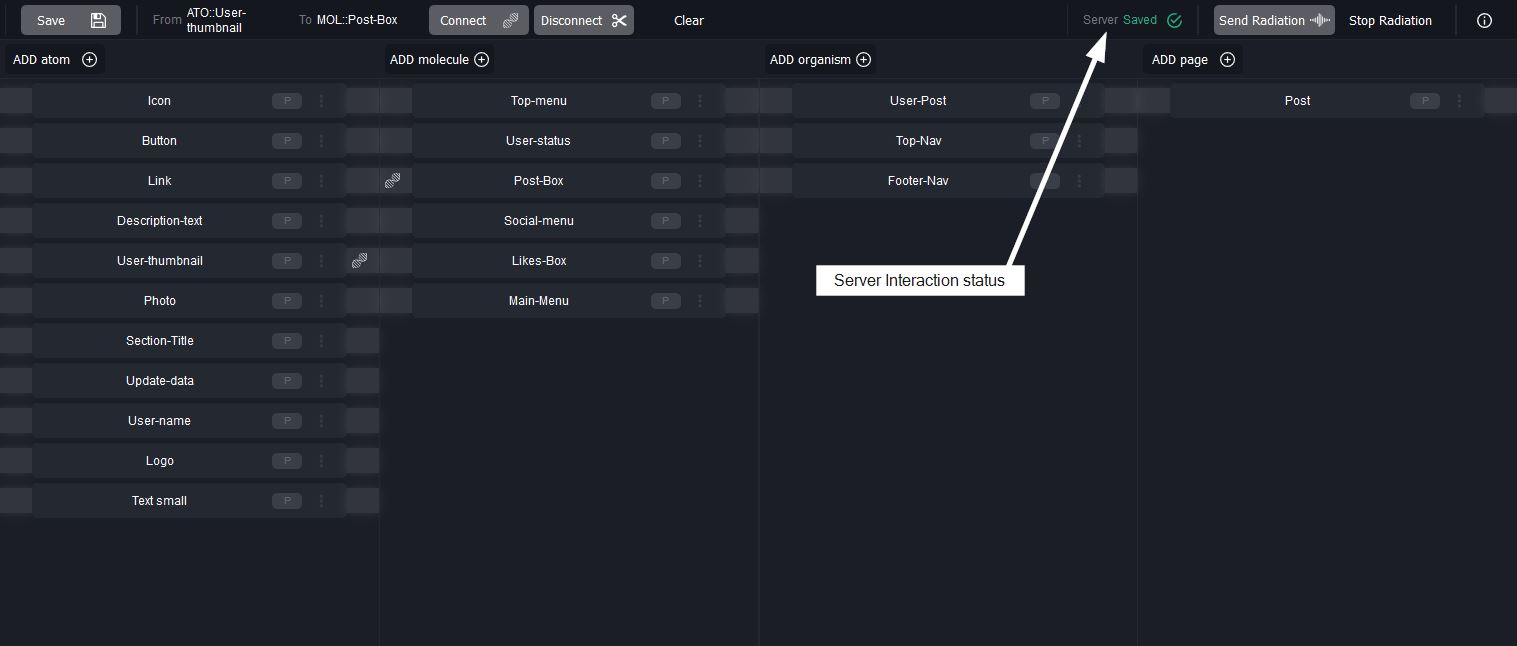 Save From ATO::User-thumbnail To MOL::Post-Box Connect Disconnect Clear Server Saved Send Radiation Stop Radiation
ADD atom ADD molecule ADD organism ADD page
Icon P Top-menu P User-Post P Post P
Button P User-status P Top-Nav P
Link P Post-Box P Footer-Nav
Description-text P Social-menu P
User-thumbnail P Likes-Box P
Server Interaction status
Photo P Main-Menu P
Section-Title P
Update-data P
User-name P
Logo P
Text small P